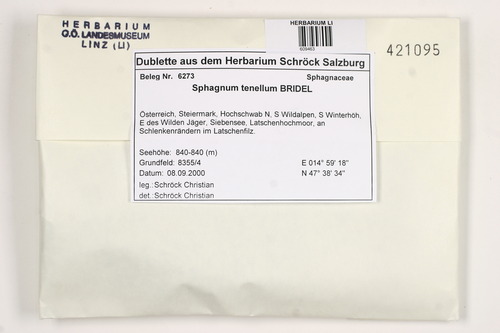 HERBARIUM
O.Ö. LANDESMUSEUM
LINZ (LI)
HERBARIUM LI
609463
421095
Dublette aus dem Herbarium Schröck Salzburg
Beleg Nr. 6273 Sphagnaceae
Sphagnum tenellum BRIDEL
Österreich, Steiermark, Hochschwab N, S Wildalpen, S Winterhöh,
E des Wilden Jäger, Siebensee, Latschenhochmoor, an
Schlenkenrändern im Latschenfilz.
Seehöhe: 840-840 (m)
Grundfeld: 8355/4 E 014° 59' 18"
Datum: 08.09.2000 N 47° 38' 34"
leg.: Schröck Christian
det.: Schröck Christian